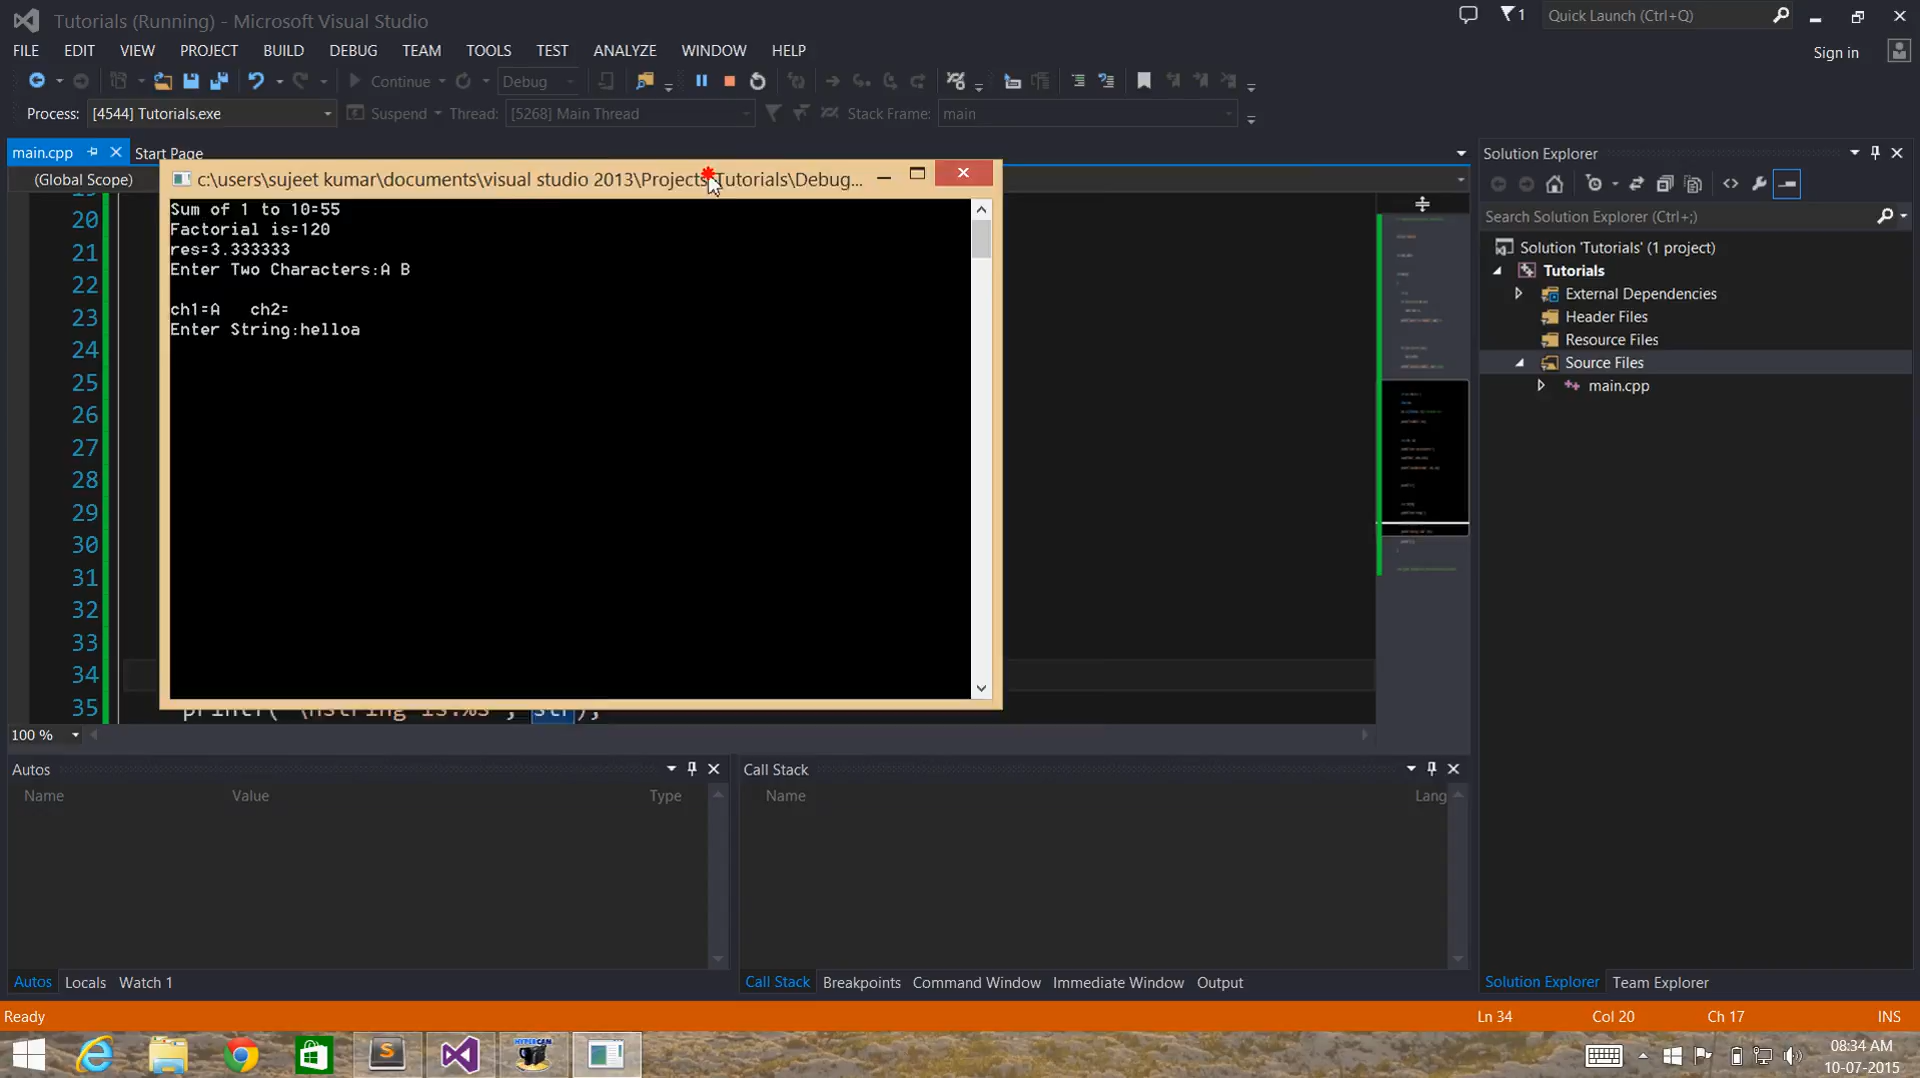 Tutorials (Running) - Microsoft Visual Studio
1
Quick Launch (Ctrl+Q)
FILE EDIT VIEW PROJECT BUILD DEBUG TEAM TOOLS TEST ANALYZE WINDOW HELP
Sign in
Continue
Debug
Process: [4544] Tutorials.exe
Suspend
Thread: [5268] Main Thread
Stack Frame: main
main.cpp
Start Page
(Global Scope)
c:\users\sujeet kumar\documents\visual studio 2013\Projects\Tutorials\Debug...
Sum of 1 to 10=55
Factorial is=120
res=3.333333
Enter Two Characters:A B
ch1=A ch2=
Enter String:helloa
20
21
22
23
24
25
26
27
28
29
30
31
32
33
34
35
printf("\nString is:%s", str);
100 %
Solution Explorer
Search Solution Explorer (Ctrl+;)
Solution 'Tutorials' (1 project)
Tutorials
External Dependencies
Header Files
Resource Files
Source Files
main.cpp
Autos
Name Value Type
Call Stack
Name Lang
Autos Locals Watch 1
Call Stack Breakpoints Command Window Immediate Window Output
Solution Explorer Team Explorer
Ready
Ln 34 Col 20 Ch 17 INS
HYPERCAM
08:34 AM
10-07-2015